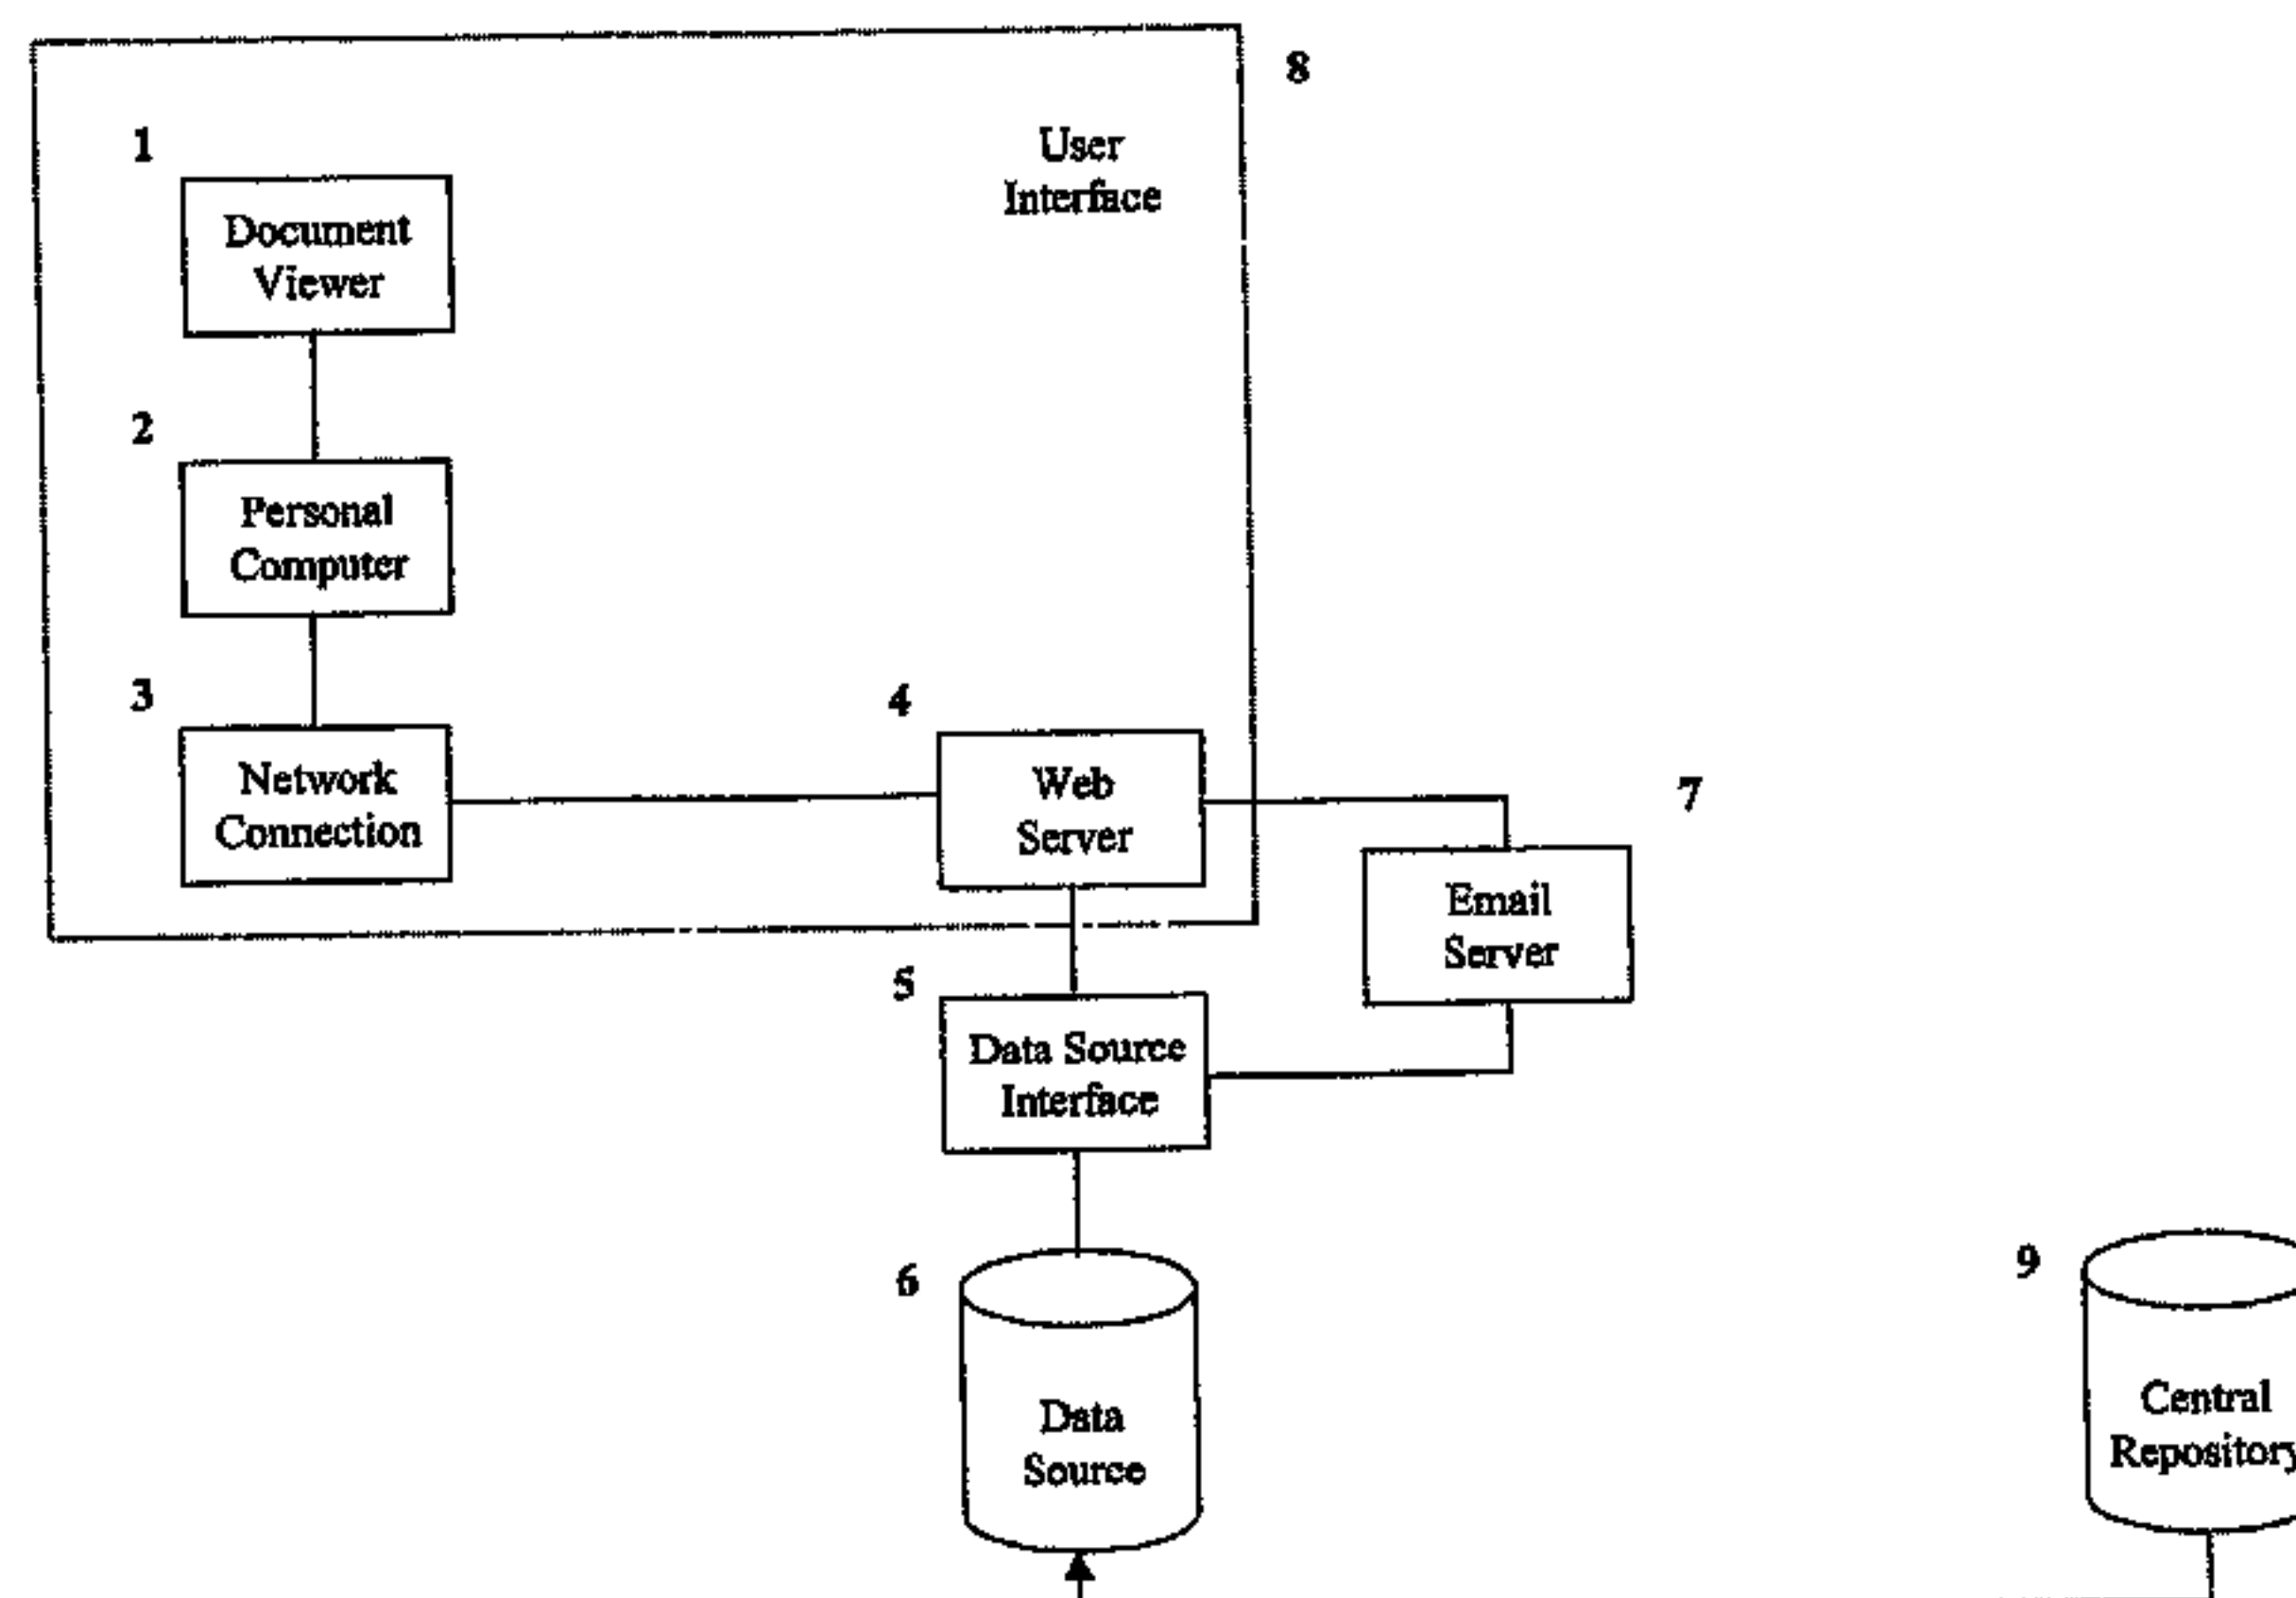 8
User
Interface
1
Document
Viewer
2
Personal
Computer
3
Network
Connection
4
Web
Server
7
Email
Server
5
Data Source
Interface
6
Data
Source
9
Central
Repository